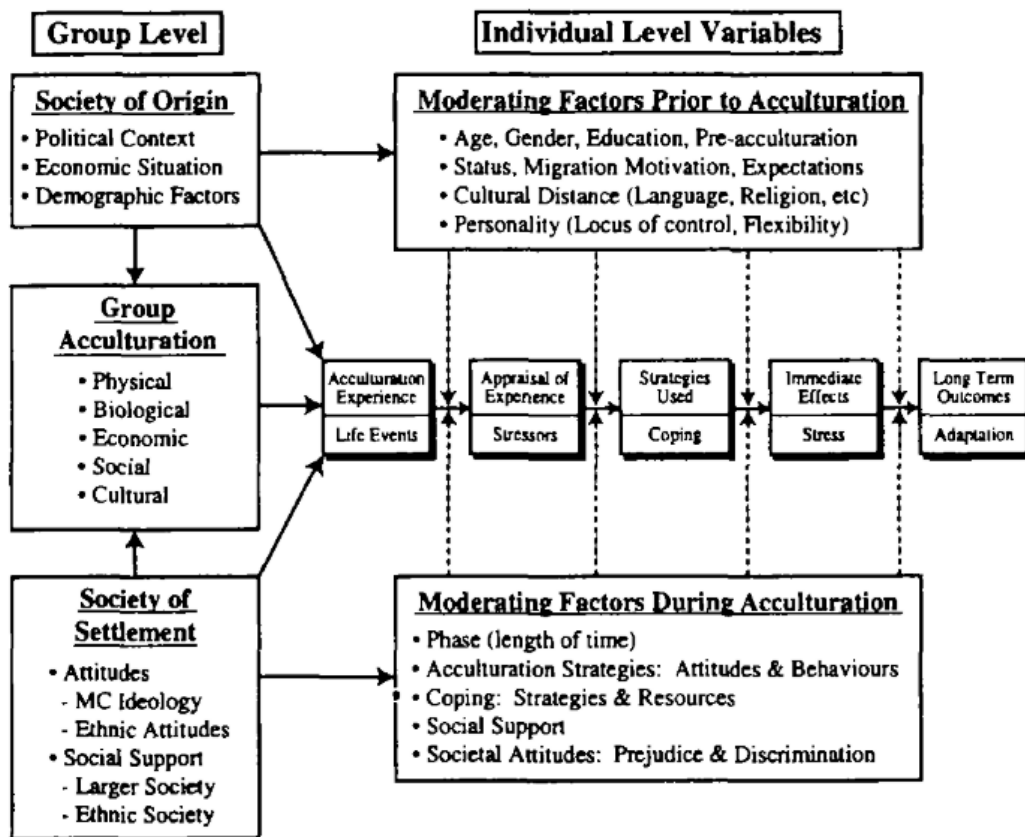 Group Level
Individual Level Variables
Society of Origin
• Political Context
• Economic Situation
• Demographic Factors
Moderating Factors Prior to Acculturation
• Age, Gender, Education, Pre-acculturation
• Status, Migration Motivation, Expectations
• Cultural Distance (Language, Religion, etc)
• Personality (Locus of control, Flexibility)
Group
Acculturation
• Physical
• Biological
• Economic
• Social
• Cultural
Acculturation
Experience
Life Events
Appraisal of
Experience
Stressors
Strategies
Used
Coping
Immediate
Effects
Stress
Long Term
Outcomes
Adaptation
Society of
Settlement
• Attitudes
- MC Ideology
- Ethnic Attitudes
• Social Support
- Larger Society
- Ethnic Society
Moderating Factors During Acculturation
• Phase (length of time)
• Acculturation Strategies: Attitudes & Behaviours
• Coping: Strategies & Resources
• Social Support
• Societal Attitudes: Prejudice & Discrimination